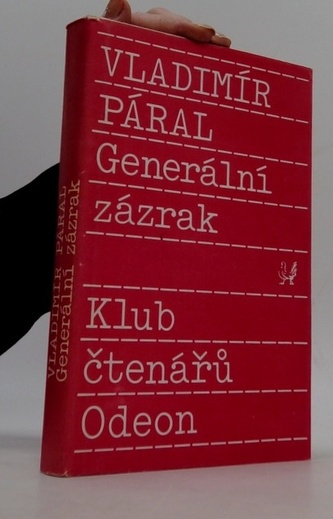 VLADIMÍR
PÁRAL
Generální
zázrak
Klub
čtenářů
Odeon
VLADIMÍR PÁRAL
Generální zázrak